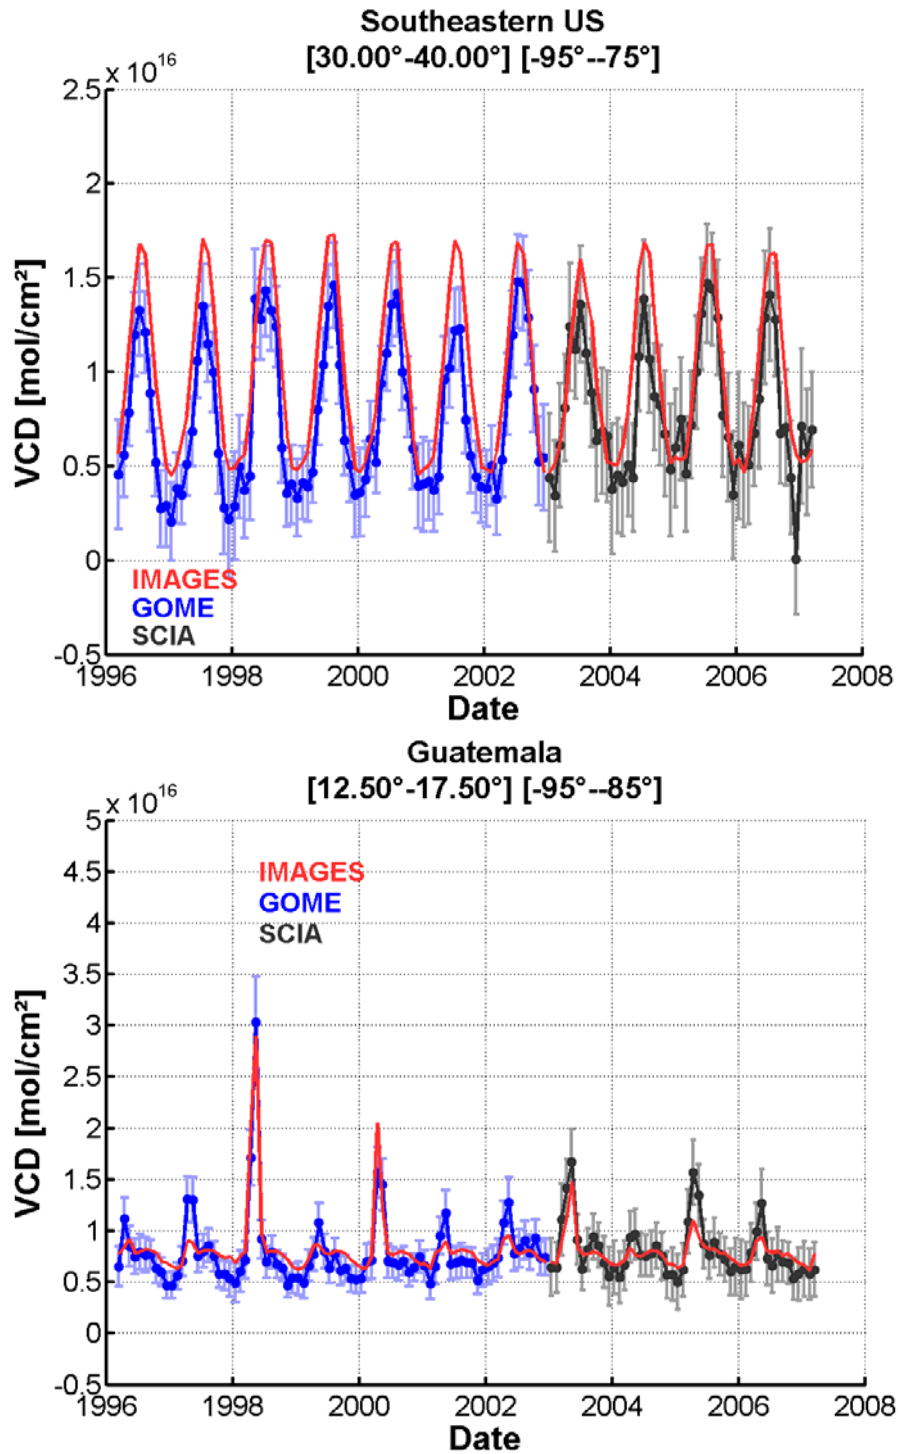 Southeastern US
[30.00°-40.00°] [-95°--75°]
x 10¹⁶
2.5
2
1.5
1
0.5
0
-0.5
VCD [mol/cm²]
IMAGES
GOME
SCIA
1996 1998 2000 2002 2004 2006 2008
Date
Guatemala
[12.50°-17.50°] [-95°--85°]
x 10¹⁶
5
4.5
4
3.5
3
2.5
2
1.5
1
0.5
0
-0.5
VCD [mol/cm²]
IMAGES
GOME
SCIA
1996 1998 2000 2002 2004 2006 2008
Date